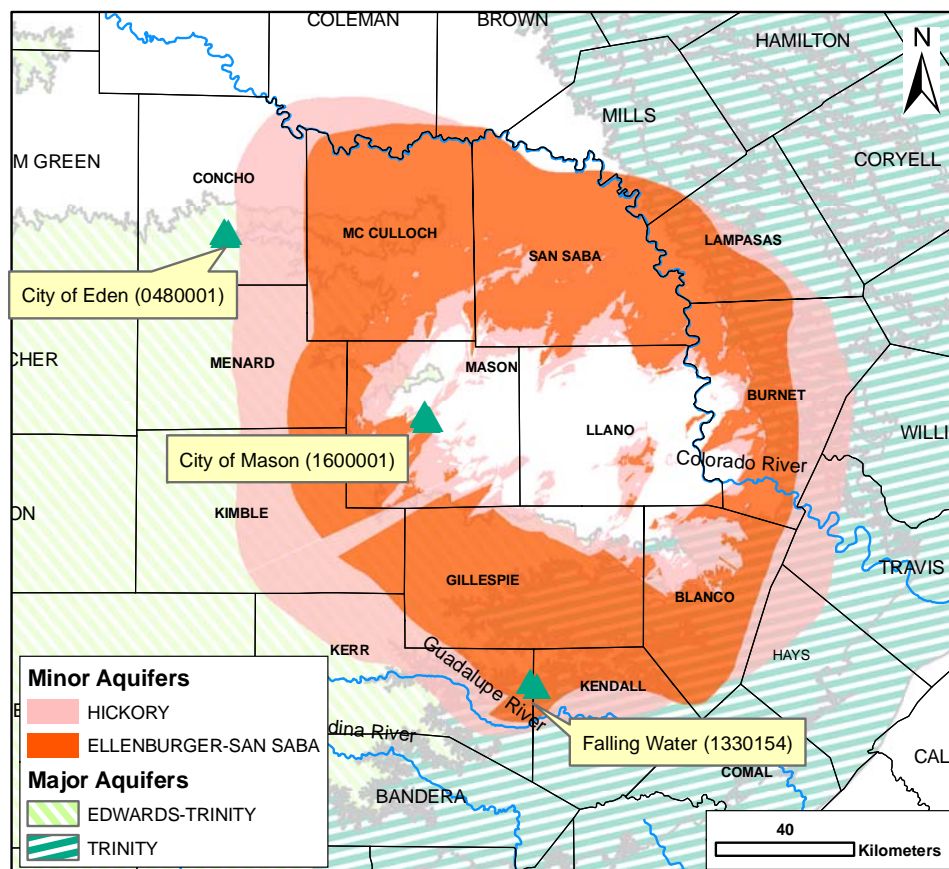 COLEMAN
BROWN
HAMILTON
N
MILLS
M GREEN
CORYELL
CONCHO
MC CULLOCH
SAN SABA
LAMPASAS
City of Eden (0480001)
CHER
MENARD
MASON
BURNET
LLANO
WILLI
City of Mason (1600001)
Colorado River
ON
KIMBLE
TRAVIS
GILLESPIE
BLANCO
KERR
HAYS
Guadalupe River
KENDALL
Minor Aquifers
HICKORY
dina River
ELLENBURGER-SAN SABA
Falling Water (1330154)
CAL
COMAL
Major Aquifers
EDWARDS-TRINITY
BANDERA
TRINITY
40
Kilometers